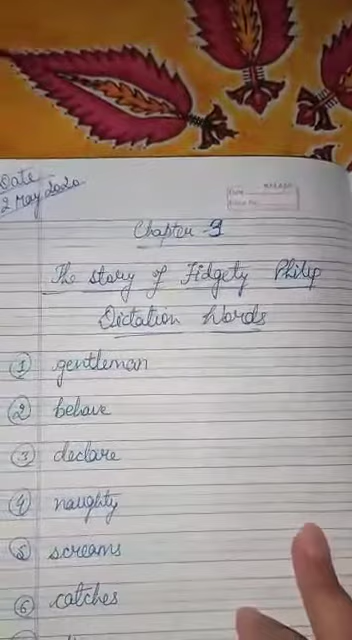 Date
2 May 2020
Chapter - 3
The story of Fidgety Philip
Dictation Words
1 gentleman
2 behave
3 declare
4 naughty
5 screams
6 catches